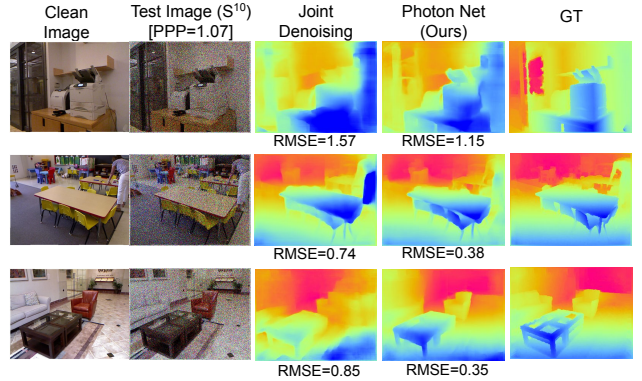 Clean Image
Test Image (S¹⁰) [PPP=1.07]
Joint Denoising
Photon Net (Ours)
GT
RMSE=1.57
RMSE=1.15
RMSE=0.74
RMSE=0.38
RMSE=0.85
RMSE=0.35